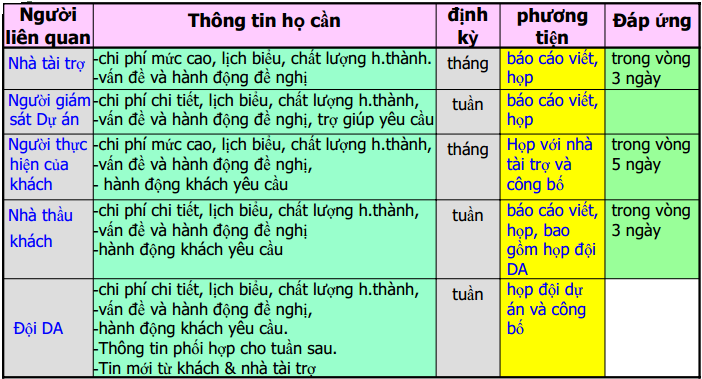 Người liên quan
Thông tin họ cần
định kỳ
phương tiện
Đáp ứng
Nhà tài trợ
-chi phí mức cao, lịch biểu, chất lượng h.thành.
-vấn đề và hành động đề nghị
tháng
báo cáo viết,
họp
trong vòng
3 ngày
Người giám
sát Dự án
-chi phí chi tiết, lịch biểu, chất lượng h.thành,
-vấn đề và hành động đề nghị, trợ giúp yêu cầu
tuần
báo cáo viết,
họp
Người thực
hiện của
khách
-chi phí mức cao, lịch biểu, chất lượng h.thành,
-vấn đề và hành động đề nghị,
- hành động khách yêu cầu
tháng
Họp với nhà
tài trợ và
công bố
trong vòng
5 ngày
Nhà thầu
khách
-chi phí chi tiết, lịch biểu, chất lượng h.thành,
-vấn đề và hành động đề nghị
-hành động khách yêu cầu
tuần
báo cáo viết,
họp, bao
gồm họp đội
DA
trong vòng
3 ngày
Đội DA
-chi phí chi tiết, lịch biểu, chất lượng h.thành,
-vấn đề và hành động đề nghị,
-hành động khách yêu cầu.
-Thông tin phối hợp cho tuần sau.
-Tin mới từ khách & nhà tài trợ
tuần
họp đội dự
án và công
bố